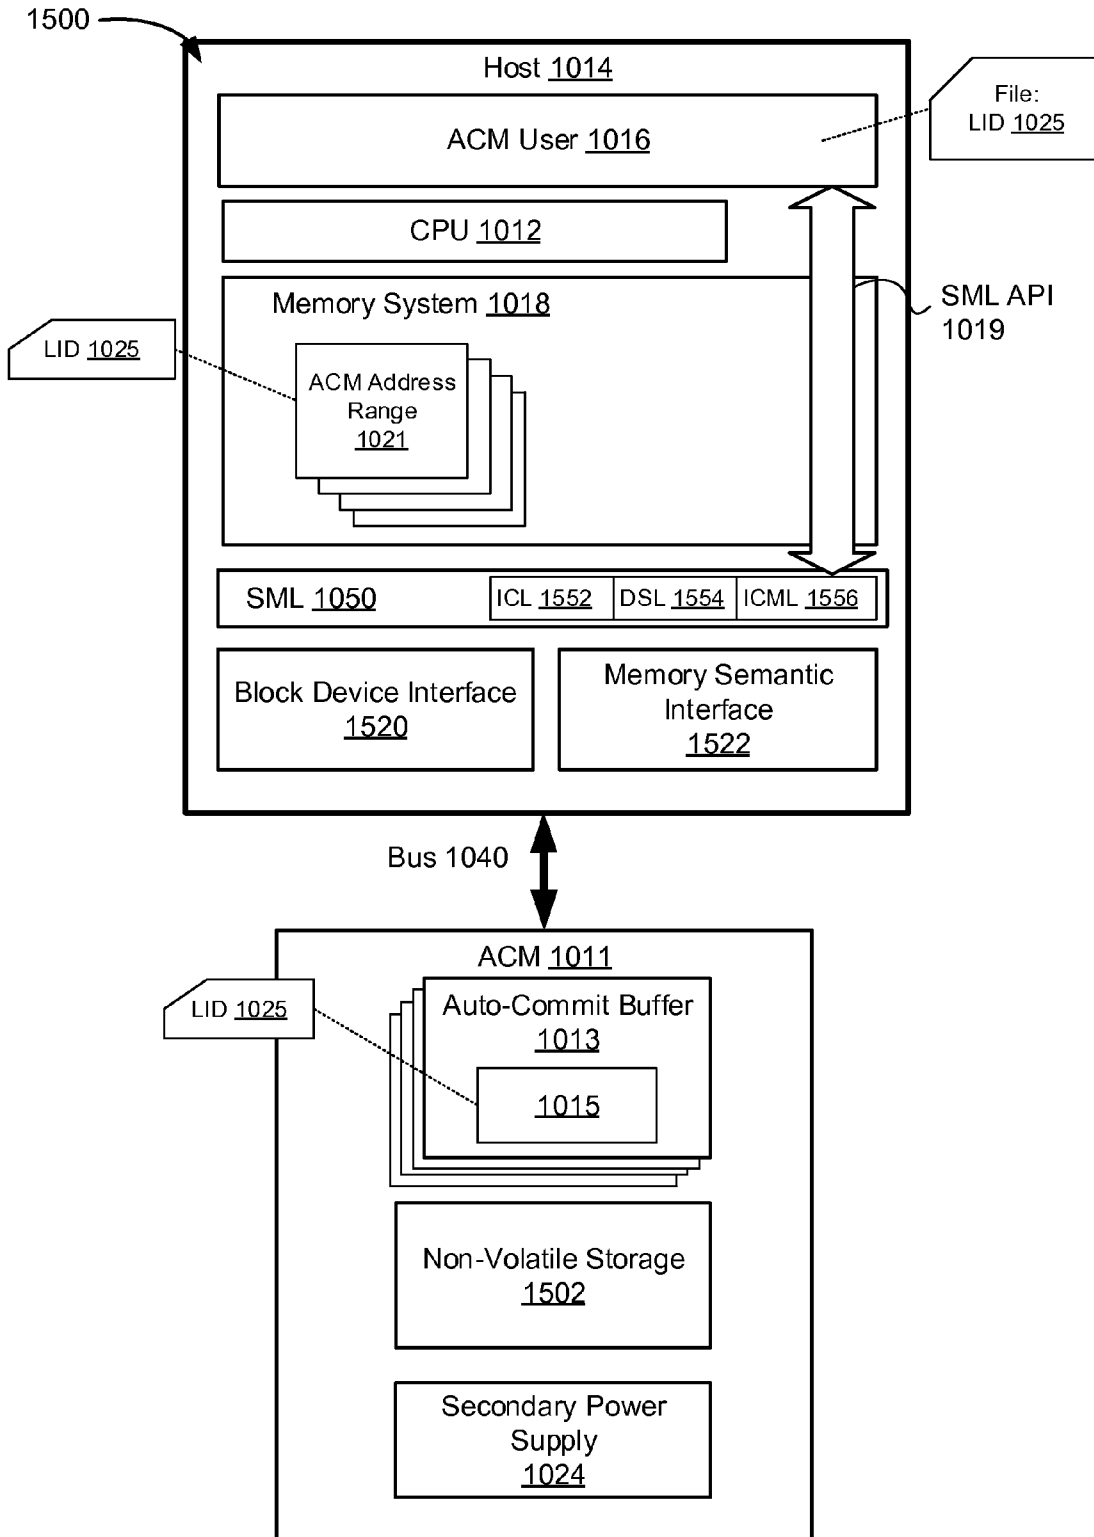 1500
Host 1014
File:
LID 1025
ACM User 1016
CPU 1012
Memory System 1018
SML API
1019
LID 1025
ACM Address
Range
1021
SML 1050
ICL 1552
DSL 1554
ICML 1556
Block Device Interface
1520
Memory Semantic
Interface
1522
Bus 1040
ACM 1011
LID 1025
Auto-Commit Buffer
1013
1015
Non-Volatile Storage
1502
Secondary Power
Supply
1024